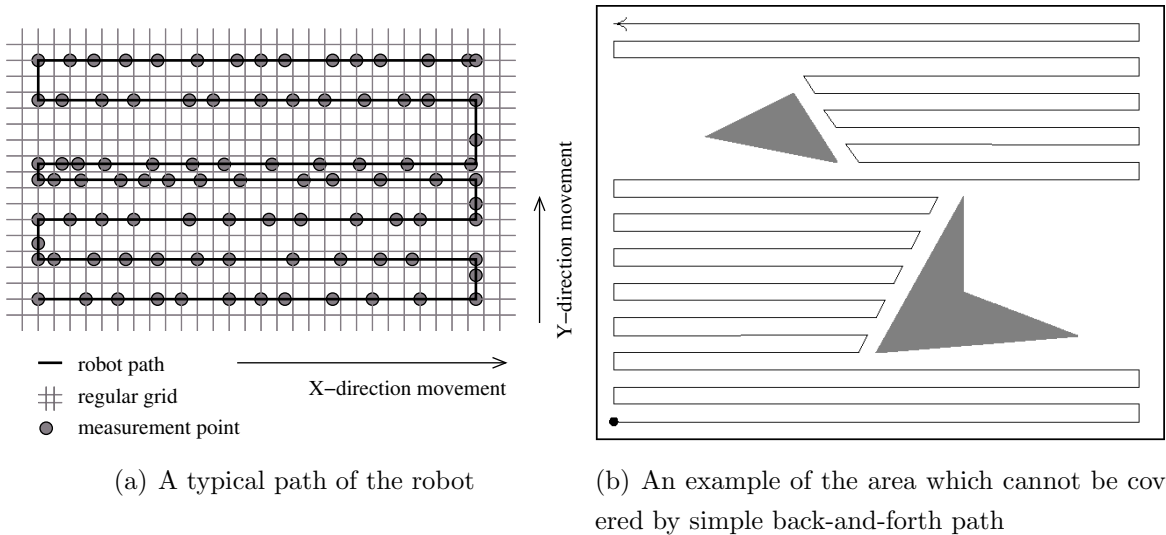 Y−direction movement
robot path
X−direction movement
regular grid
measurement point
(a) A typical path of the robot
(b) An example of the area which cannot be cov
ered by simple back-and-forth path